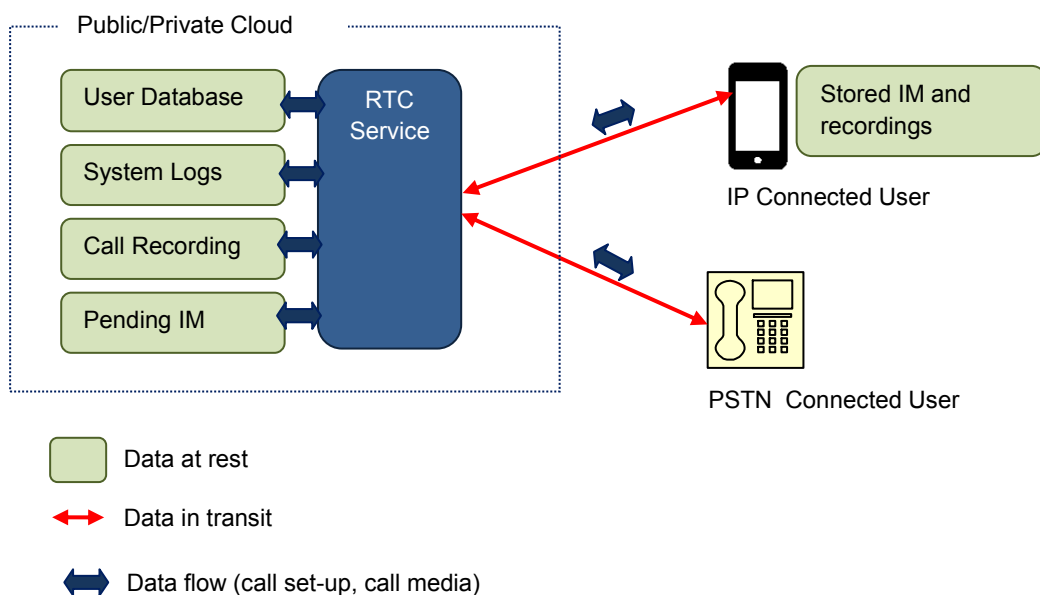 Public/Private Cloud
User Database
System Logs
Call Recording
Pending IM
RTC
Service
Stored IM and
recordings
IP Connected User
PSTN Connected User
Data at rest
Data in transit
Data flow (call set-up, call media)